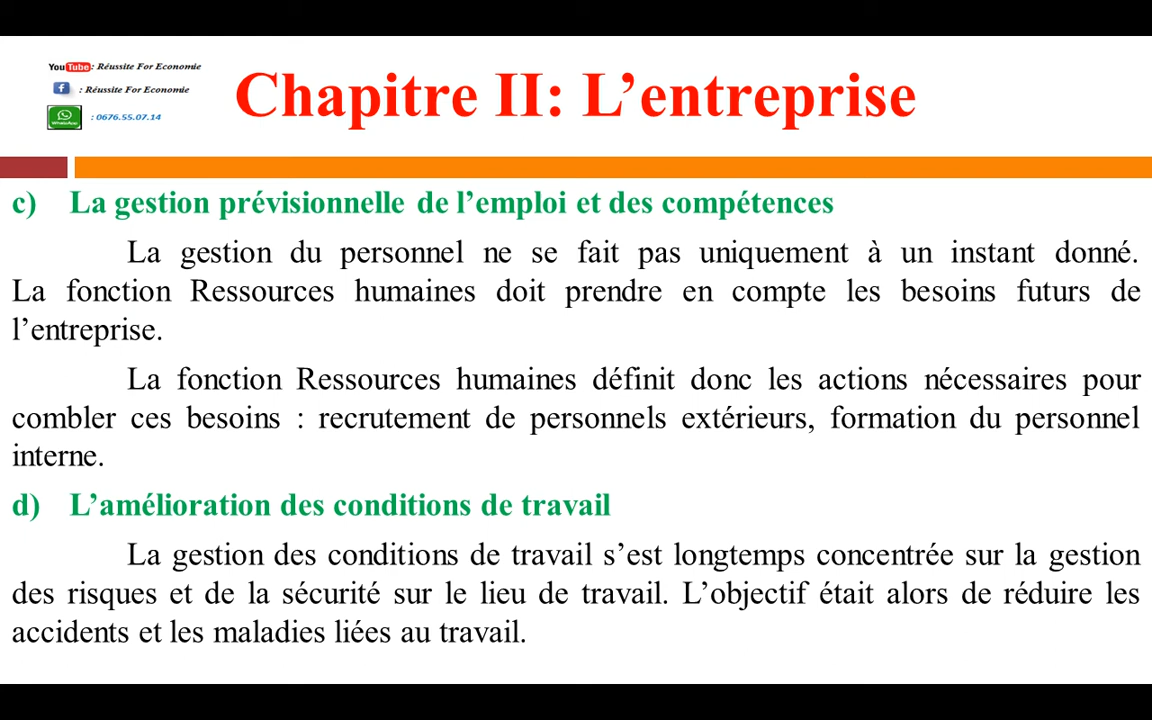 YouTube : Réussite For Economie
: Réussite For Economie
WhatsApp : 0676.55.07.14
Chapitre II: L’entreprise
c) La gestion prévisionnelle de l’emploi et des compétences
La gestion du personnel ne se fait pas uniquement à un instant donné.
La fonction Ressources humaines doit prendre en compte les besoins futurs de
l’entreprise.
La fonction Ressources humaines définit donc les actions nécessaires pour
combler ces besoins : recrutement de personnels extérieurs, formation du personnel
interne.
d) L’amélioration des conditions de travail
La gestion des conditions de travail s’est longtemps concentrée sur la gestion
des risques et de la sécurité sur le lieu de travail. L’objectif était alors de réduire les
accidents et les maladies liées au travail.